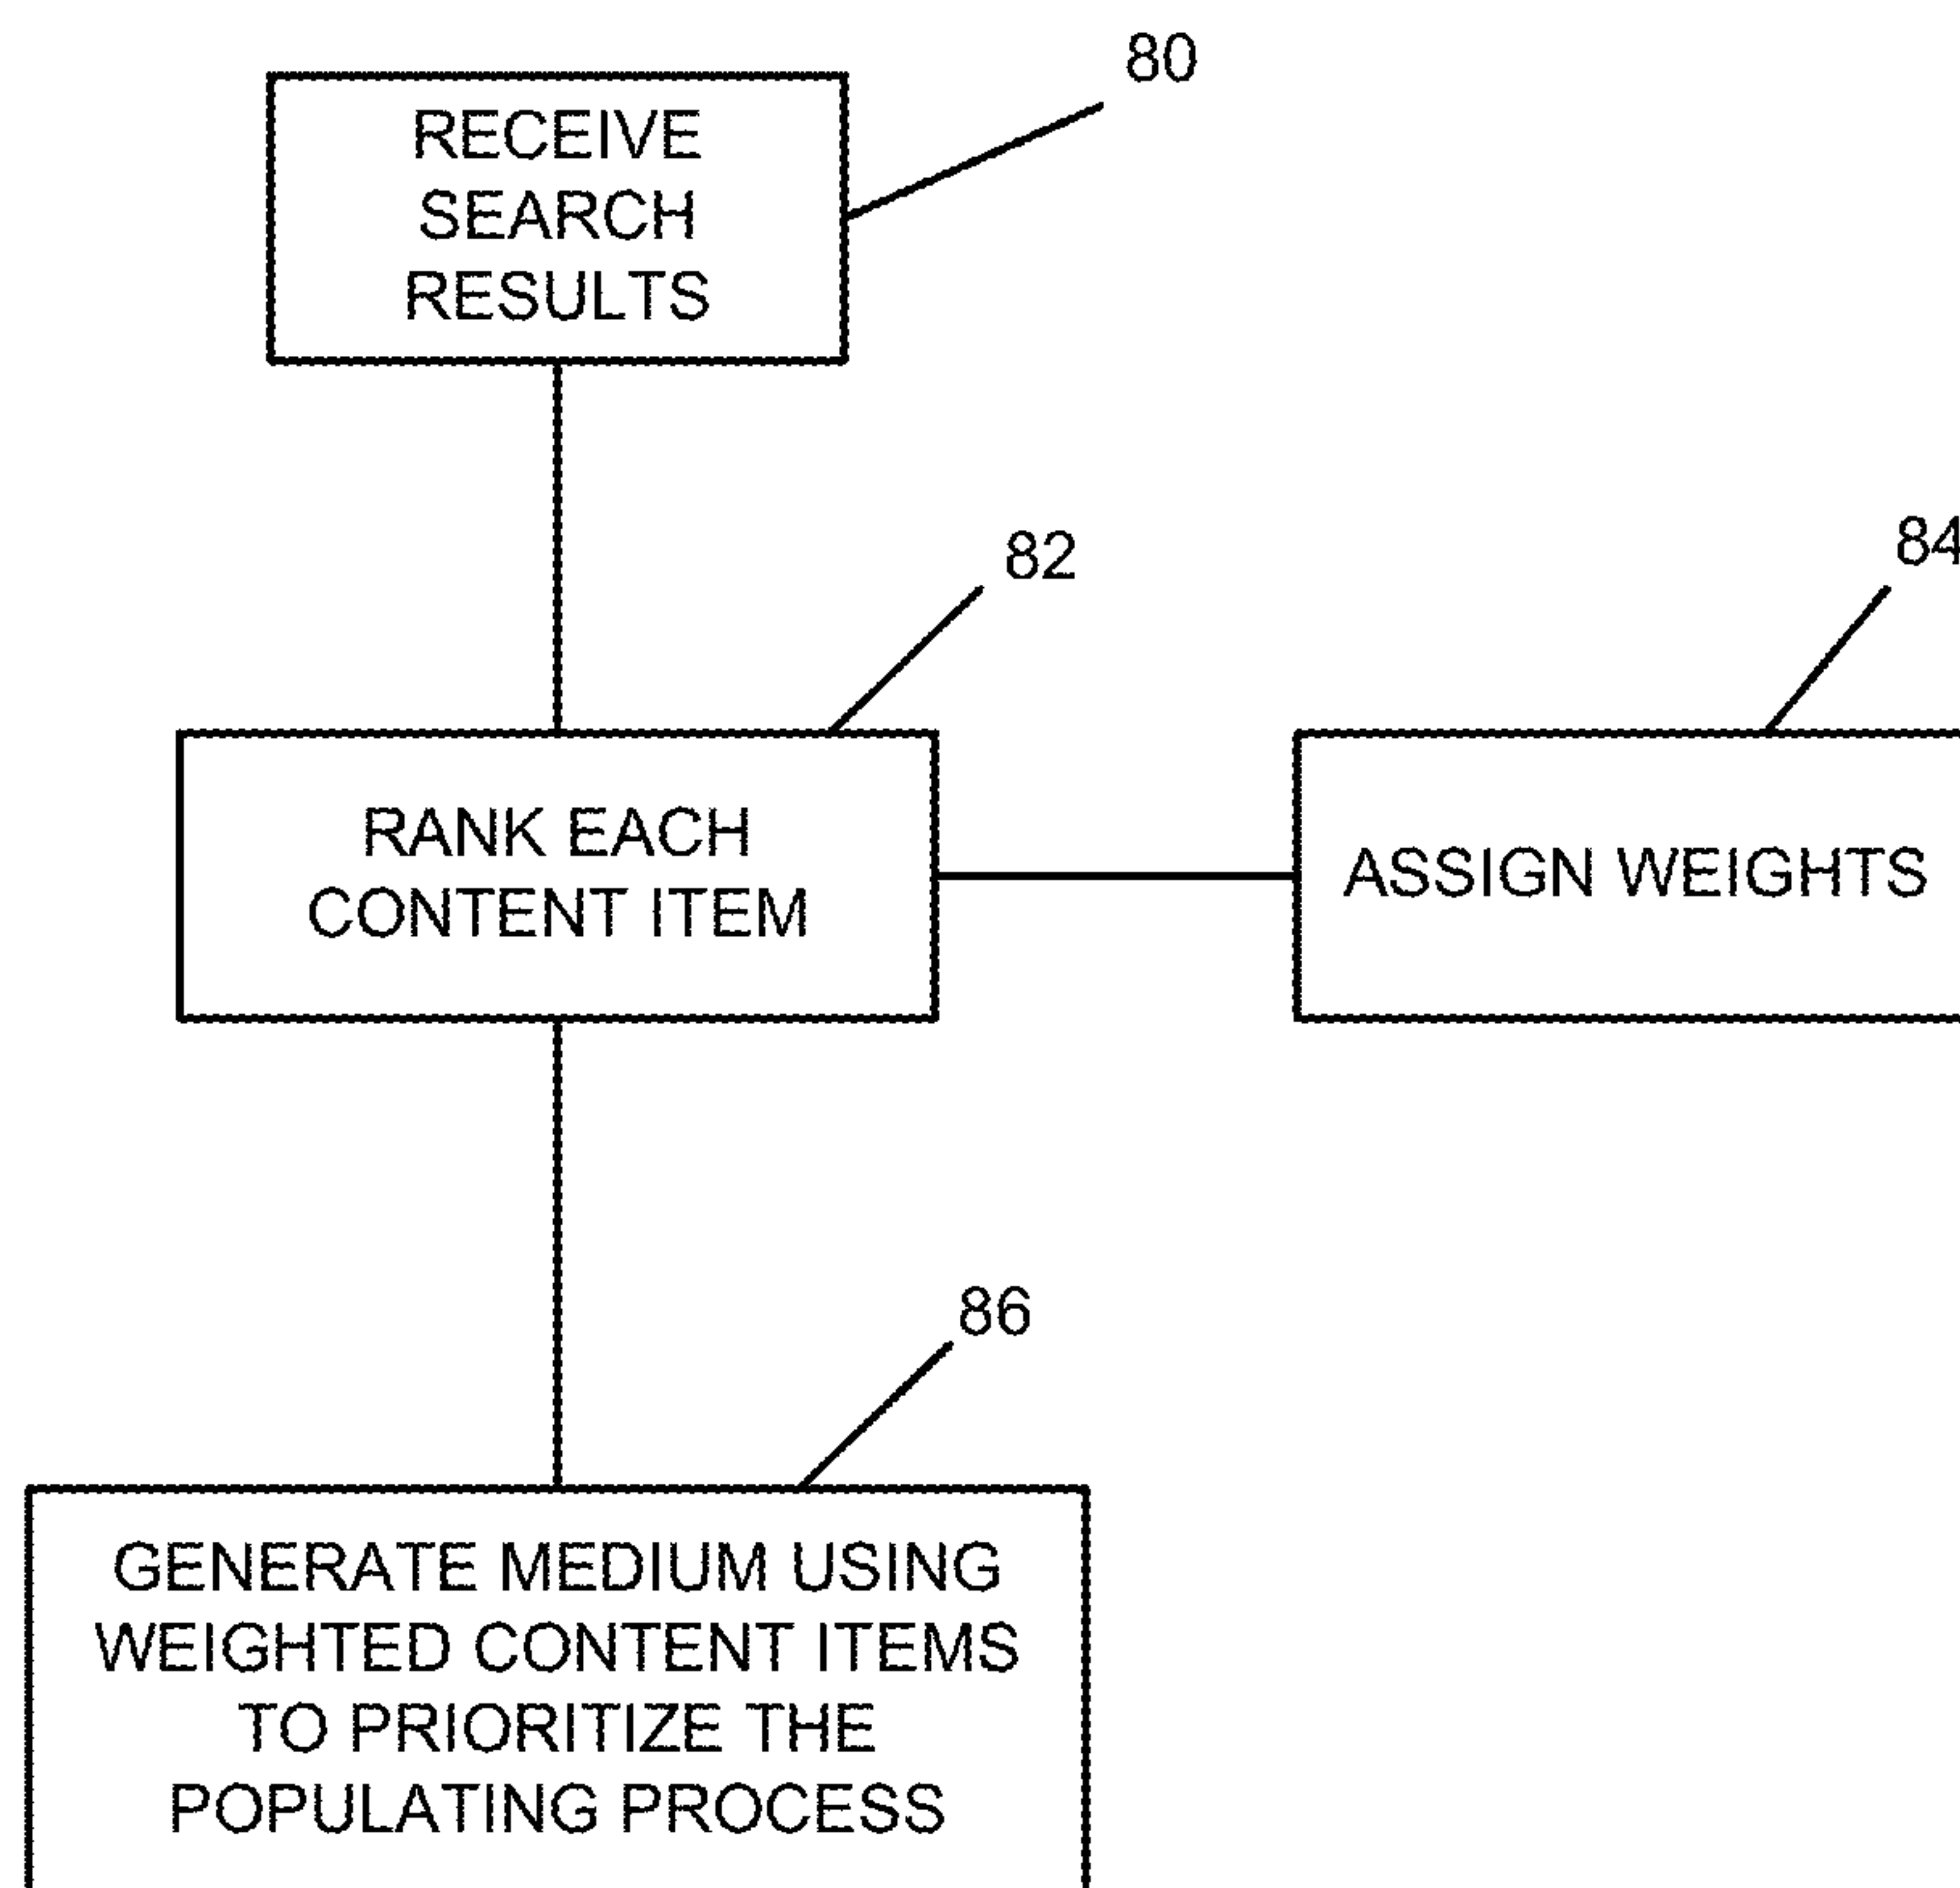 80
RECEIVE
SEARCH
RESULTS
82
84
RANK EACH
CONTENT ITEM
ASSIGN WEIGHTS
86
GENERATE MEDIUM USING
WEIGHTED CONTENT ITEMS
TO PRIORITIZE THE
POPULATING PROCESS